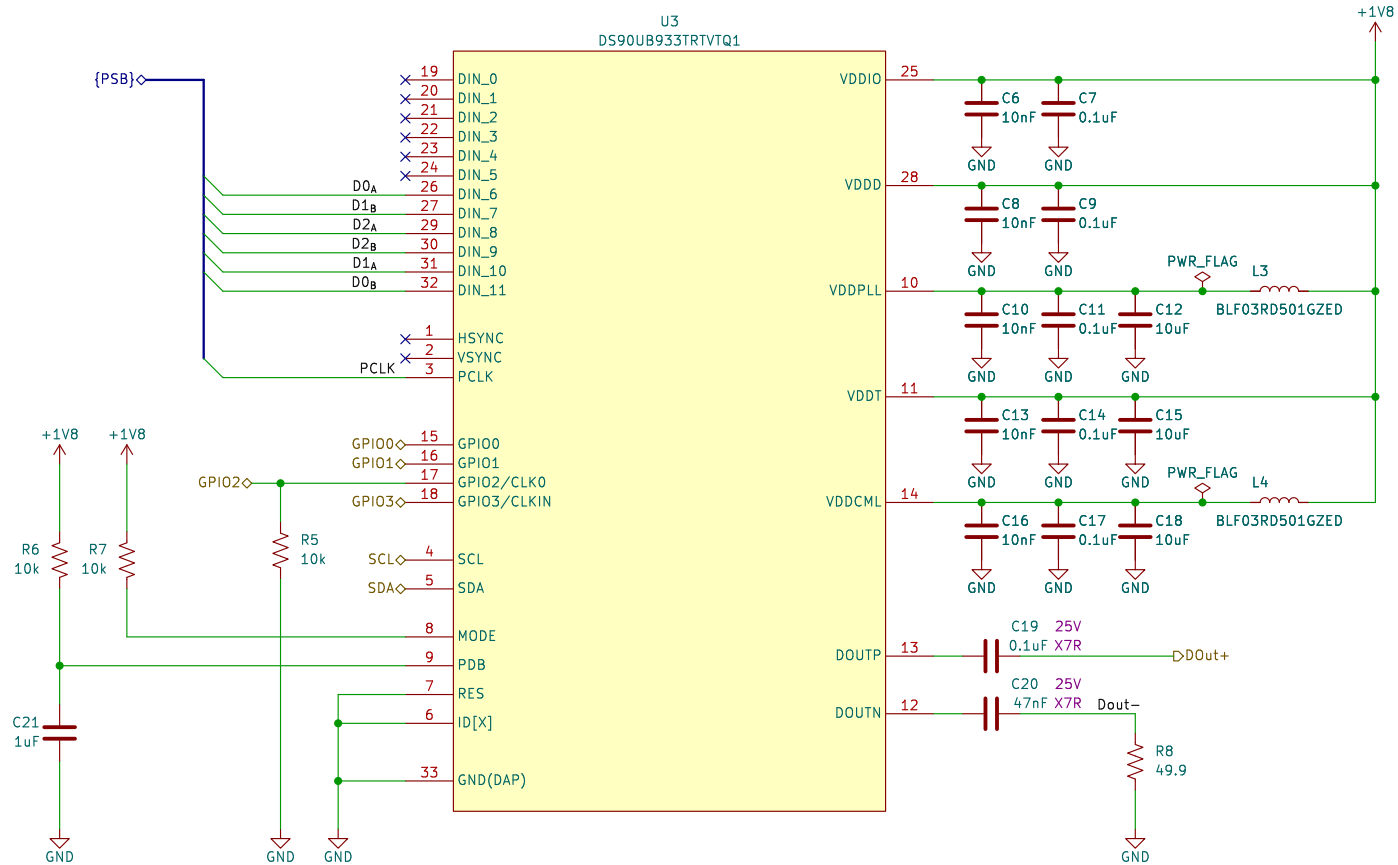 U3
DS90UB933TRTVTQ1
+1V8
{PSB}
19 DIN_0
20 DIN_1
21 DIN_2
22 DIN_3
23 DIN_4
24 DIN_5
D0A 26 DIN_6
D1B 27 DIN_7
D2A 29 DIN_8
D2B 30 DIN_9
D1A 31 DIN_10
D0B 32 DIN_11
1 HSYNC
2 VSYNC
PCLK 3 PCLK
+1V8 +1V8
GPIO0 15 GPIO0
GPIO1 16 GPIO1
GPIO2 17 GPIO2/CLK0
GPIO3 18 GPIO3/CLKIN
R6 10k
R7 10k
R5 10k
SCL 4 SCL
SDA 5 SDA
8 MODE
9 PDB
7 RES
6 ID[X]
33 GND(DAP)
C21
1uF
GND GND GND
VDDIO 25
C6 C7
10nF 0.1uF
GND GND
VDDD 28
C8 C9
10nF 0.1uF
GND GND
PWR_FLAG L3
VDDPLL 10
BLF03RD501GZED
C10 C11 C12
10nF 0.1uF 10uF
GND GND GND
VDDT 11
C13 C14 C15
10nF 0.1uF 10uF
GND GND GND
PWR_FLAG L4
VDDCML 14
BLF03RD501GZED
C16 C17 C18
10nF 0.1uF 10uF
GND GND GND
C19 25V
0.1uF X7R
DOUTP 13 DOut+
C20 25V
47nF X7R
DOUTN 12 Dout-
R8
49.9
GND